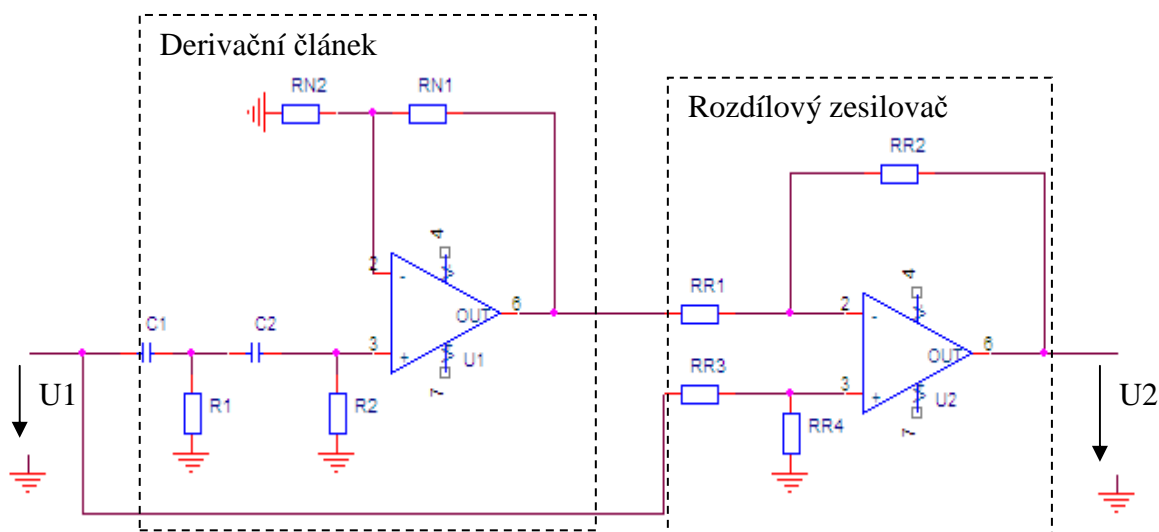 Derivační článek
RN2
RN1
Rozdílový zesilovač
RR2
4
2
-
V
OUT
6
RR1
4
2
-
V
C1
C2
3
+
V
U1
7
OUT
6
U1
R1
R2
RR3
3
+
V
U2
7
RR4
U2